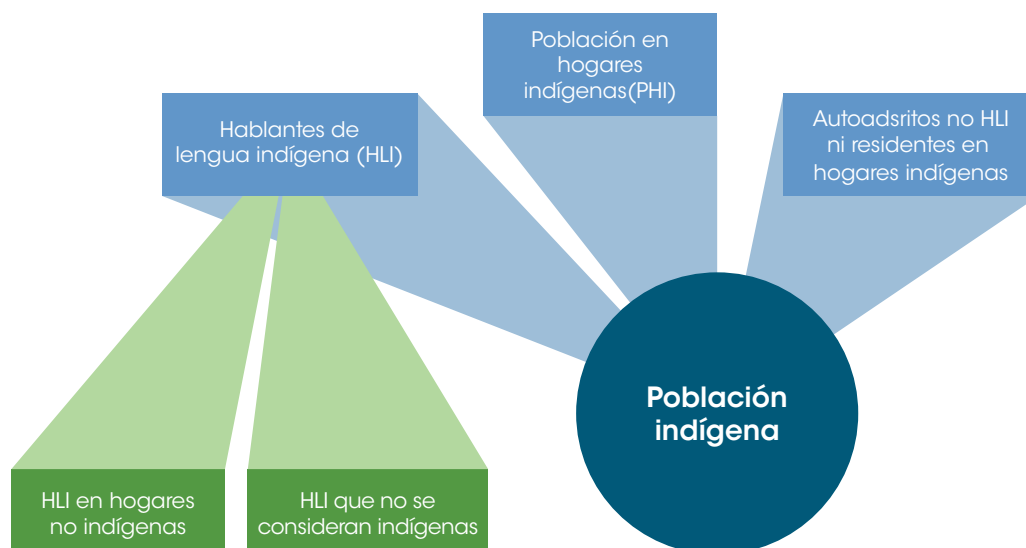 Población en
hogares
indígenas(PHI)
Hablantes de
lengua indígena (HLI)
Autoadsritos no HLI
ni residentes en
hogares indígenas
Población
indígena
HLI en hogares
no indígenas
HLI que no se
consideran indígenas